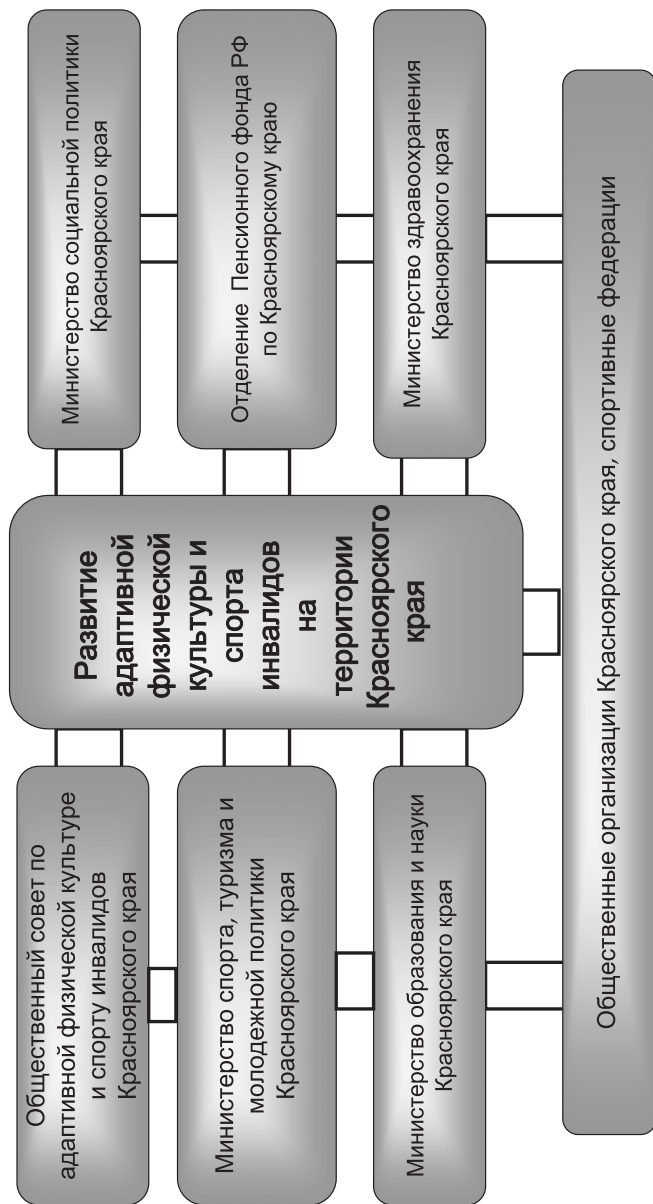 Общественный совет по
адаптивной физической культуре
и спорту инвалидов
Красноярского края
Министерство спорта, туризма и
молодежной политики
Красноярского края
Министерство образования и науки
Красноярского края
Развитие
адаптивной
физической
культуры и
спорта
инвалидов
на
территории
Красноярского
края
Министерство социальной политики
Красноярского края
Отделение Пенсионного фонда РФ
по Красноярскому краю
Министерство здравоохранения
Красноярского края
Общественные организации Красноярского края, спортивные федерации